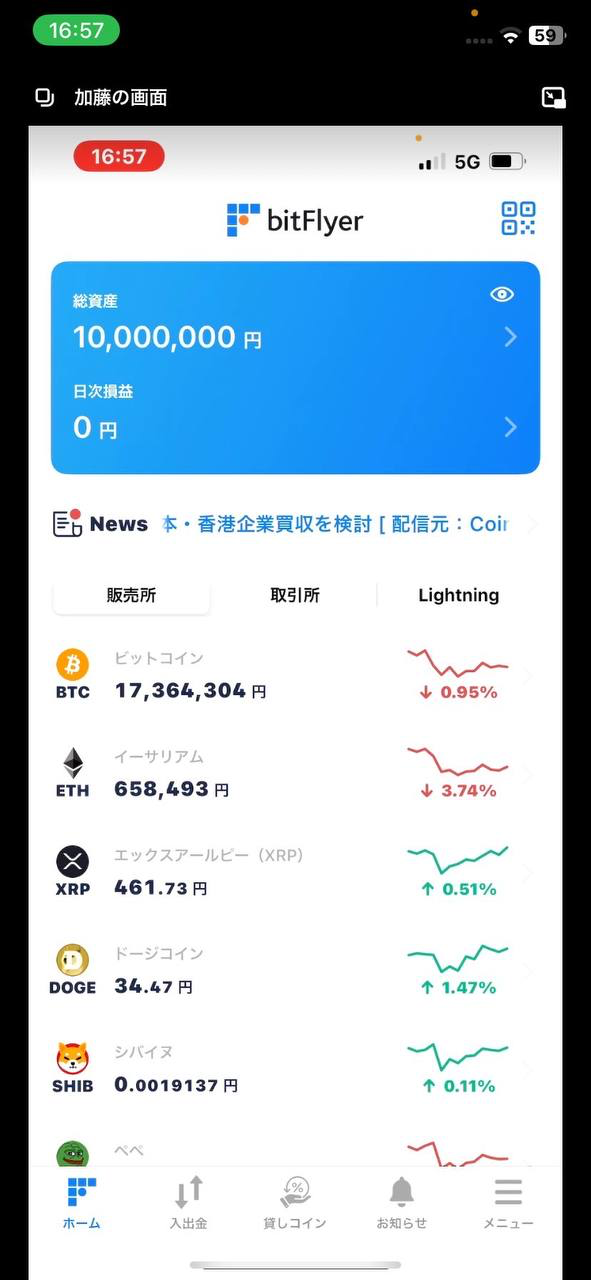 16:57
59
加藤の画面
16:57
5G
bitFlyer
総資産
10,000,000 円
日次損益
0 円
News 本・香港企業買収を検討 [ 配信元：Coin
販売所 取引所 Lightning
ビットコイン
BTC 17,364,304 円 ↓ 0.95%
イーサリアム
ETH 658,493 円 ↓ 3.74%
エックスアールピー（XRP）
XRP 461.73 円 ↑ 0.51%
ドージコイン
DOGE 34.47 円 ↑ 1.47%
シバイヌ
SHIB 0.0019137 円 ↑ 0.11%
ペペ
ホーム 入出金 貸しコイン お知らせ メニュー